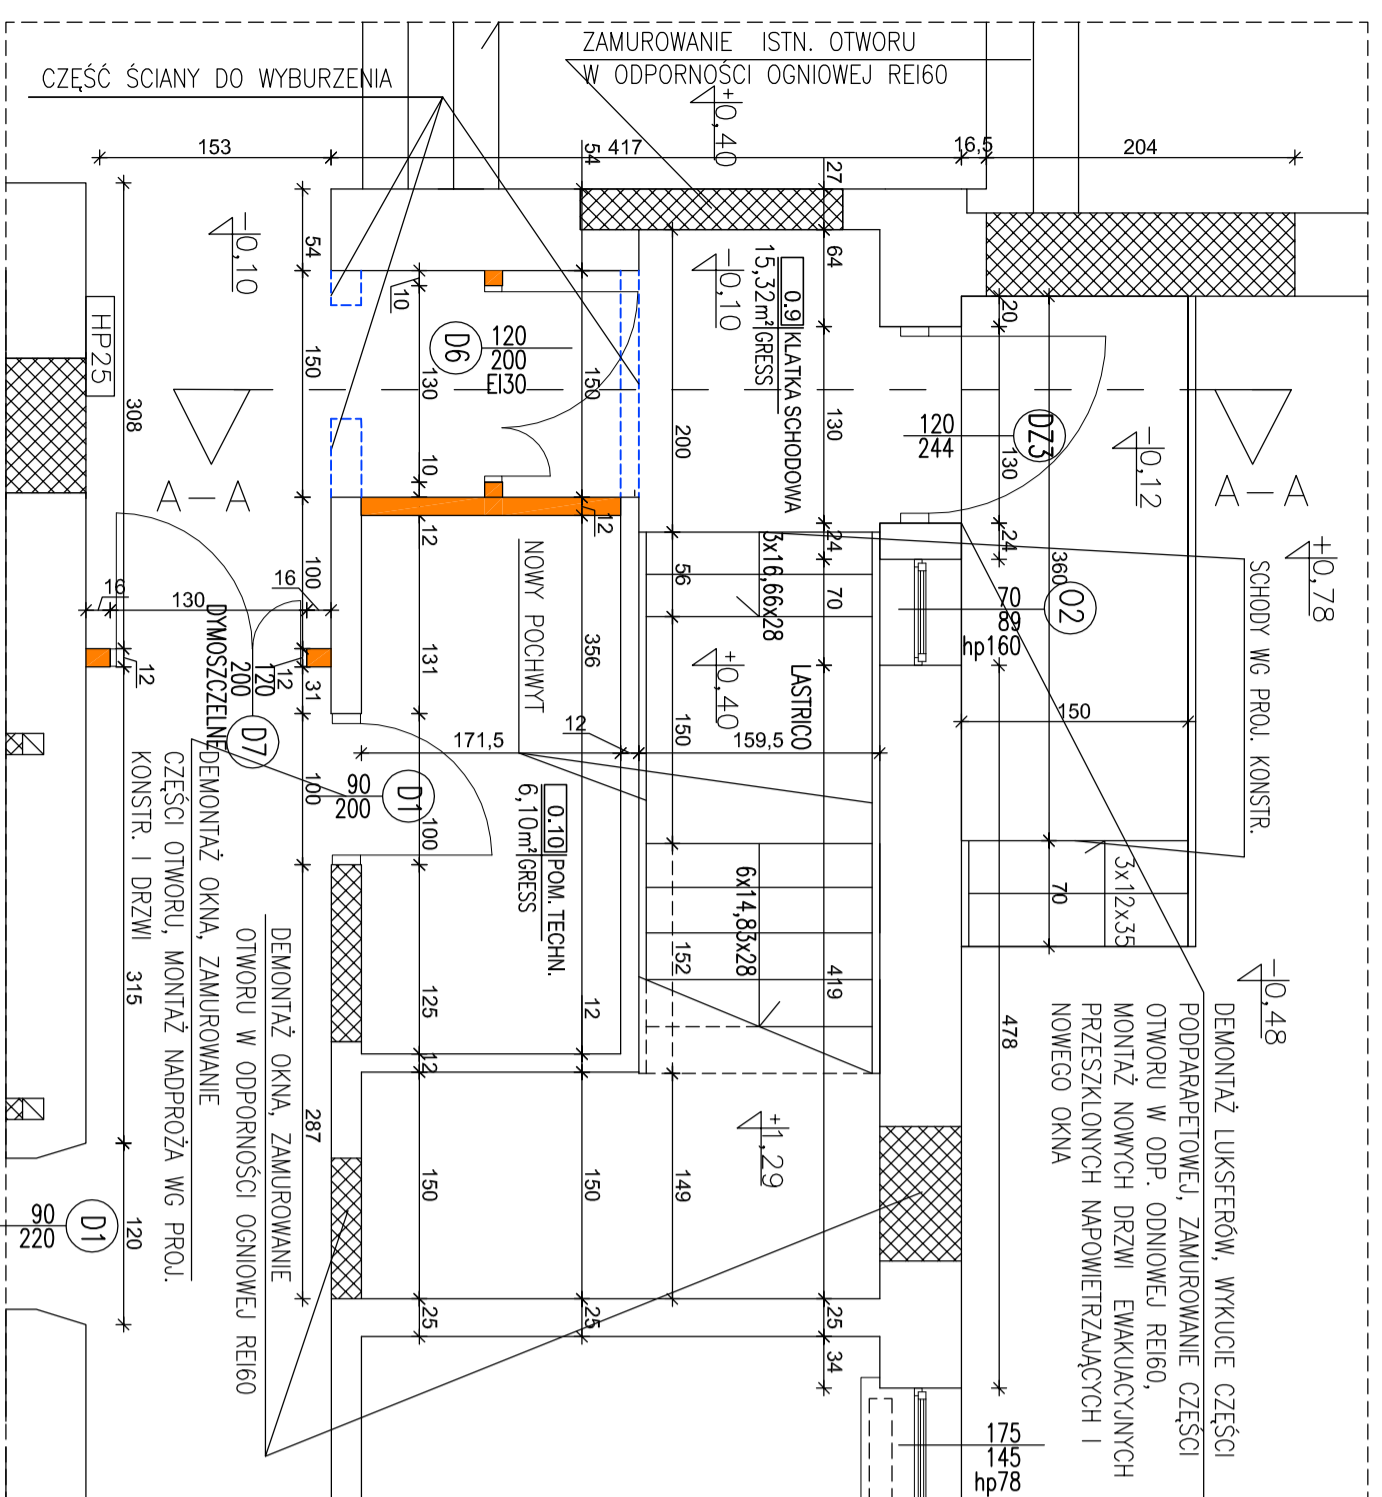 ZAMUROWANIE ISTN. OTWORU
W ODPORNOŚCI OGNIOWEJ REI60
CZĘŚĆ ŚCIANY DO WYBURZENIA
+0,40
153
54
417
16,5
204
27
-0,10
54
64
-0,10
0.9 KLATKA SCHODOWA
15,32m² GRESS
20
10
HP25
D6
120
200
EI30
308
150
130
150
200
130
120
244
DZ3
130
-0,12
A-A
A-A
10
12
12
24
24
360
+0,78
SCHODY WG PROJ. KONSTR.
NOWY POCHWYT
3x16,66x28
56
70
70
89
hp160
O2
16
130
16
100
12
12
31
131
356
+0,40
LASTRICO
150
150
DYMOSZCZELNE
120
200
D7
171,5
12
159,5
90
200
D1
100
100
0.10 POM. TECHN.
6,10m² GRESS
3x12x35
70
6x14,83x28
152
419
DEMONTAŻ OKNA, ZAMUROWANIE
CZĘŚCI OTWORU, MONTAŻ NADPROŻA WG PROJ.
KONSTR. I DRZWI
315
DEMONTAŻ OKNA, ZAMUROWANIE
OTWORU W ODPORNOŚCI OGNIOWEJ REI60
125
12
12
-0,48
478
DEMONTAŻ LUKSFERÓW, WYKUCIE CZĘŚCI
PODPARAPETOWEJ, ZAMUROWANIE CZĘŚCI
OTWORU W ODP. ODNIOWEJ REI60,
MONTAŻ NOWYCH DRZWI EWAKUACYJNYCH
PRZESZKLONYCH NAPOWIETRZAJĄCYCH I
NOWEGO OKNA
287
+1,29
150
150
149
90
220
D1
120
25
25
25
34
175
145
hp78